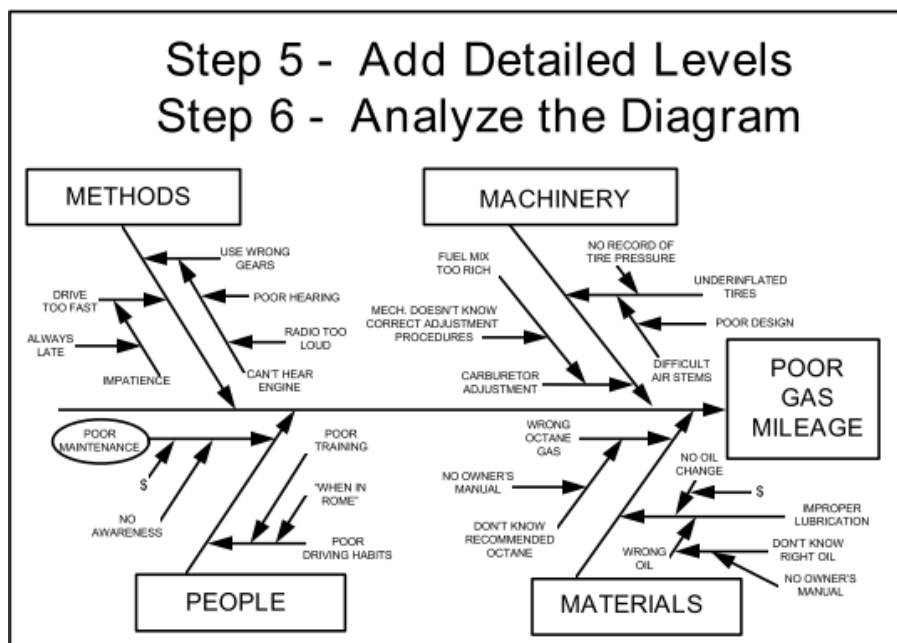 Step 5 - Add Detailed Levels
Step 6 - Analyze the Diagram
METHODS
MACHINERY
USE WRONG
GEARS
POOR HEARING
DRIVE
TOO FAST
RADIO TOO
LOUD
ALWAYS
LATE
IMPATIENCE
CAN'T HEAR
ENGINE
FUEL MIX
TOO RICH
NO RECORD OF
TIRE PRESSURE
UNDERINFLATED
TIRES
MECH. DOESN'T KNOW
CORRECT ADJUSTMENT
PROCEDURES
POOR DESIGN
CARBURETOR
ADJUSTMENT
DIFFICULT
AIR STEMS
POOR
GAS
MILEAGE
POOR
MAINTENANCE
$
NO
AWARENESS
POOR
TRAINING
"WHEN IN
ROME"
POOR
DRIVING HABITS
PEOPLE
WRONG
OCTANE
GAS
NO OWNER'S
MANUAL
DON'T KNOW
RECOMMENDED
OCTANE
NO OIL
CHANGE
$
IMPROPER
LUBRICATION
WRONG
OIL
DON'T KNOW
RIGHT OIL
NO OWNER'S
MANUAL
MATERIALS